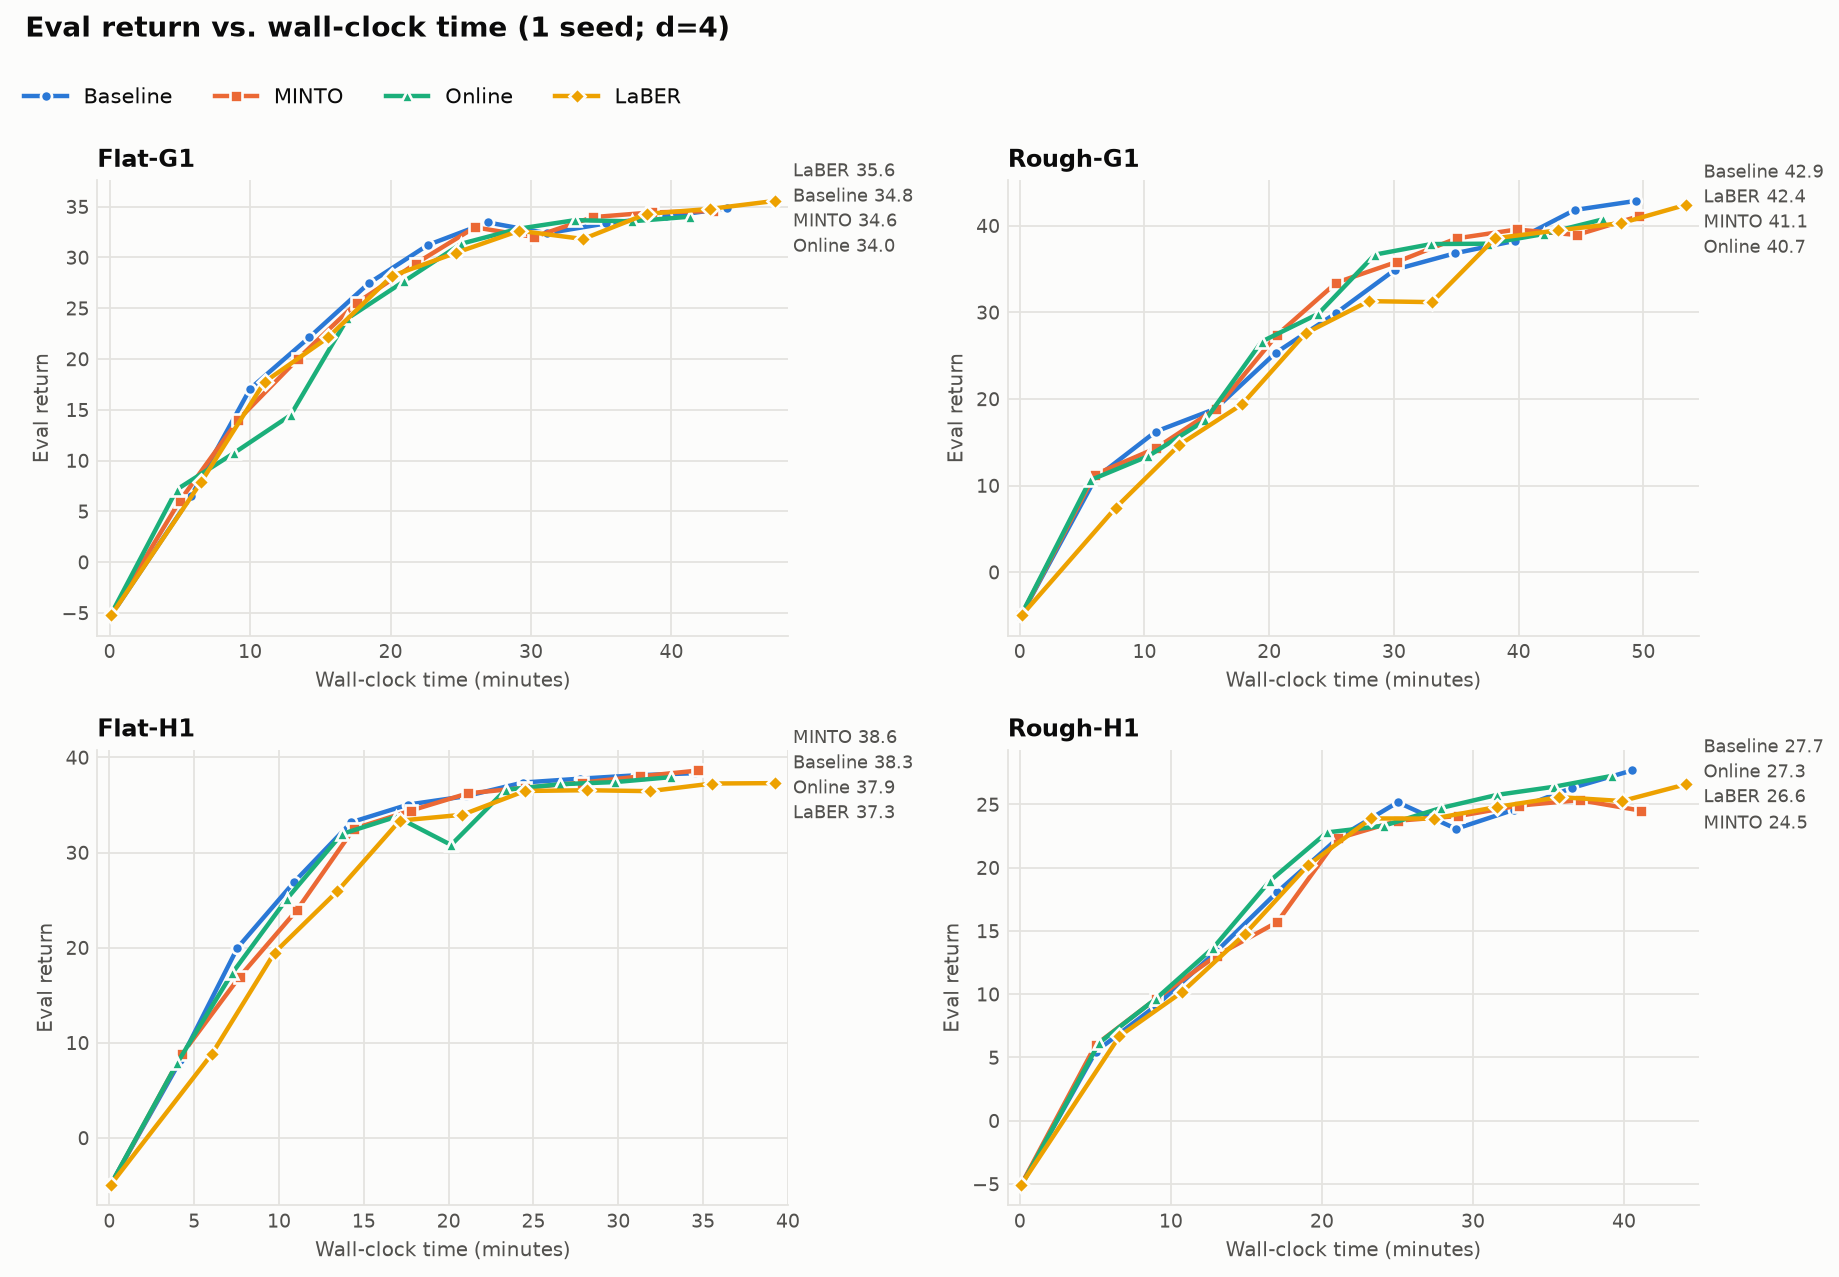 Eval return vs. wall-clock time (1 seed; d=4)
Baseline MINTO Online LaBER
Flat-G1
LaBER 35.6
Baseline 34.8
MINTO 34.6
Online 34.0
35
30
25
20
15
10
5
0
−5
Eval return
0 10 20 30 40
Wall-clock time (minutes)
Rough-G1
Baseline 42.9
LaBER 42.4
MINTO 41.1
Online 40.7
40
30
20
10
0
Eval return
0 10 20 30 40 50
Wall-clock time (minutes)
Flat-H1
MINTO 38.6
Baseline 38.3
Online 37.9
LaBER 37.3
40
30
20
10
0
Eval return
0 5 10 15 20 25 30 35 40
Wall-clock time (minutes)
Rough-H1
Baseline 27.7
Online 27.3
LaBER 26.6
MINTO 24.5
25
20
15
10
5
0
−5
Eval return
0 10 20 30 40
Wall-clock time (minutes)